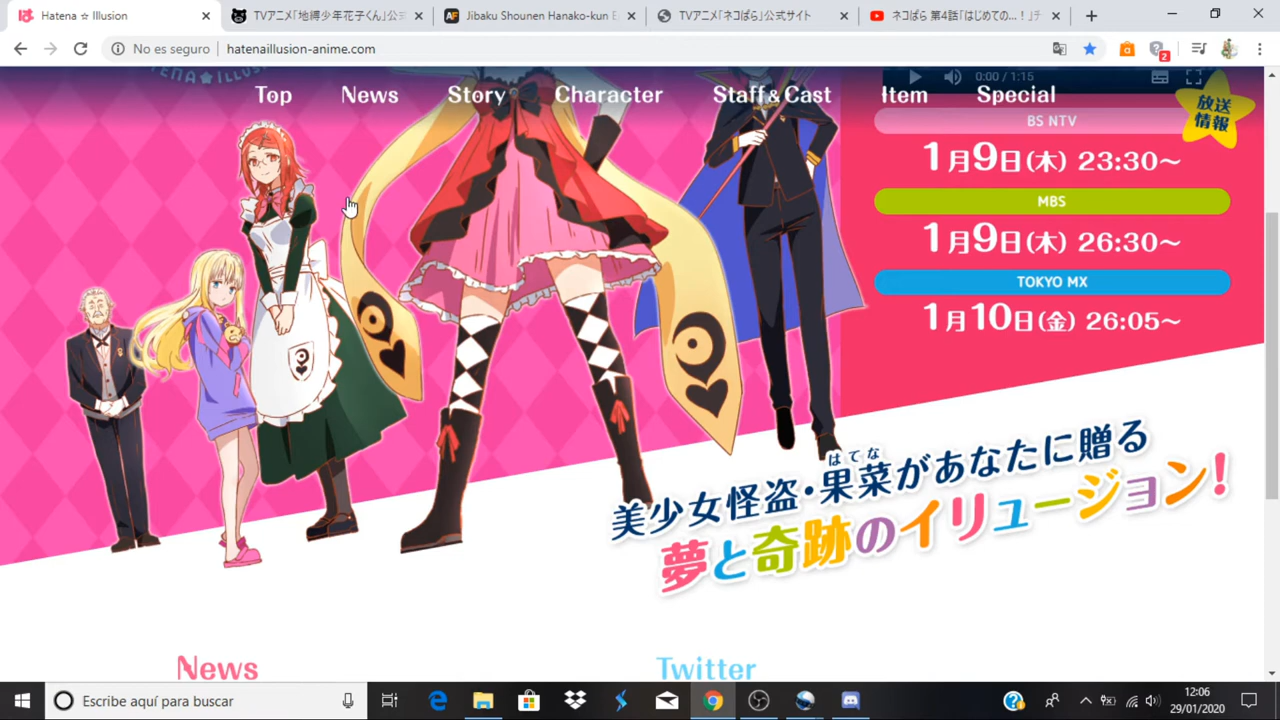 Hatena ☆ Illusion
TVアニメ「地縛少年花子くん」公式
Jibaku Shounen Hanako-kun E
TVアニメ「ネコぱら」公式サイト
ネコぱら 第4話「はじめての…！」チ
No es seguro
hatenaillusion-anime.com
2
Top
News
Story
Character
Staff & Cast
Item
Special
0:00 / 1:15
放送
情報
BS NTV
1月9日(木) 23:30～
MBS
1月9日(木) 26:30～
TOKYO MX
1月10日(金) 26:05～
はてな
美少女怪盗・果菜があなたに贈る
夢と奇跡のイリュージョン!
News
Twitter
Escribe aquí para buscar
12:06
29/01/2020